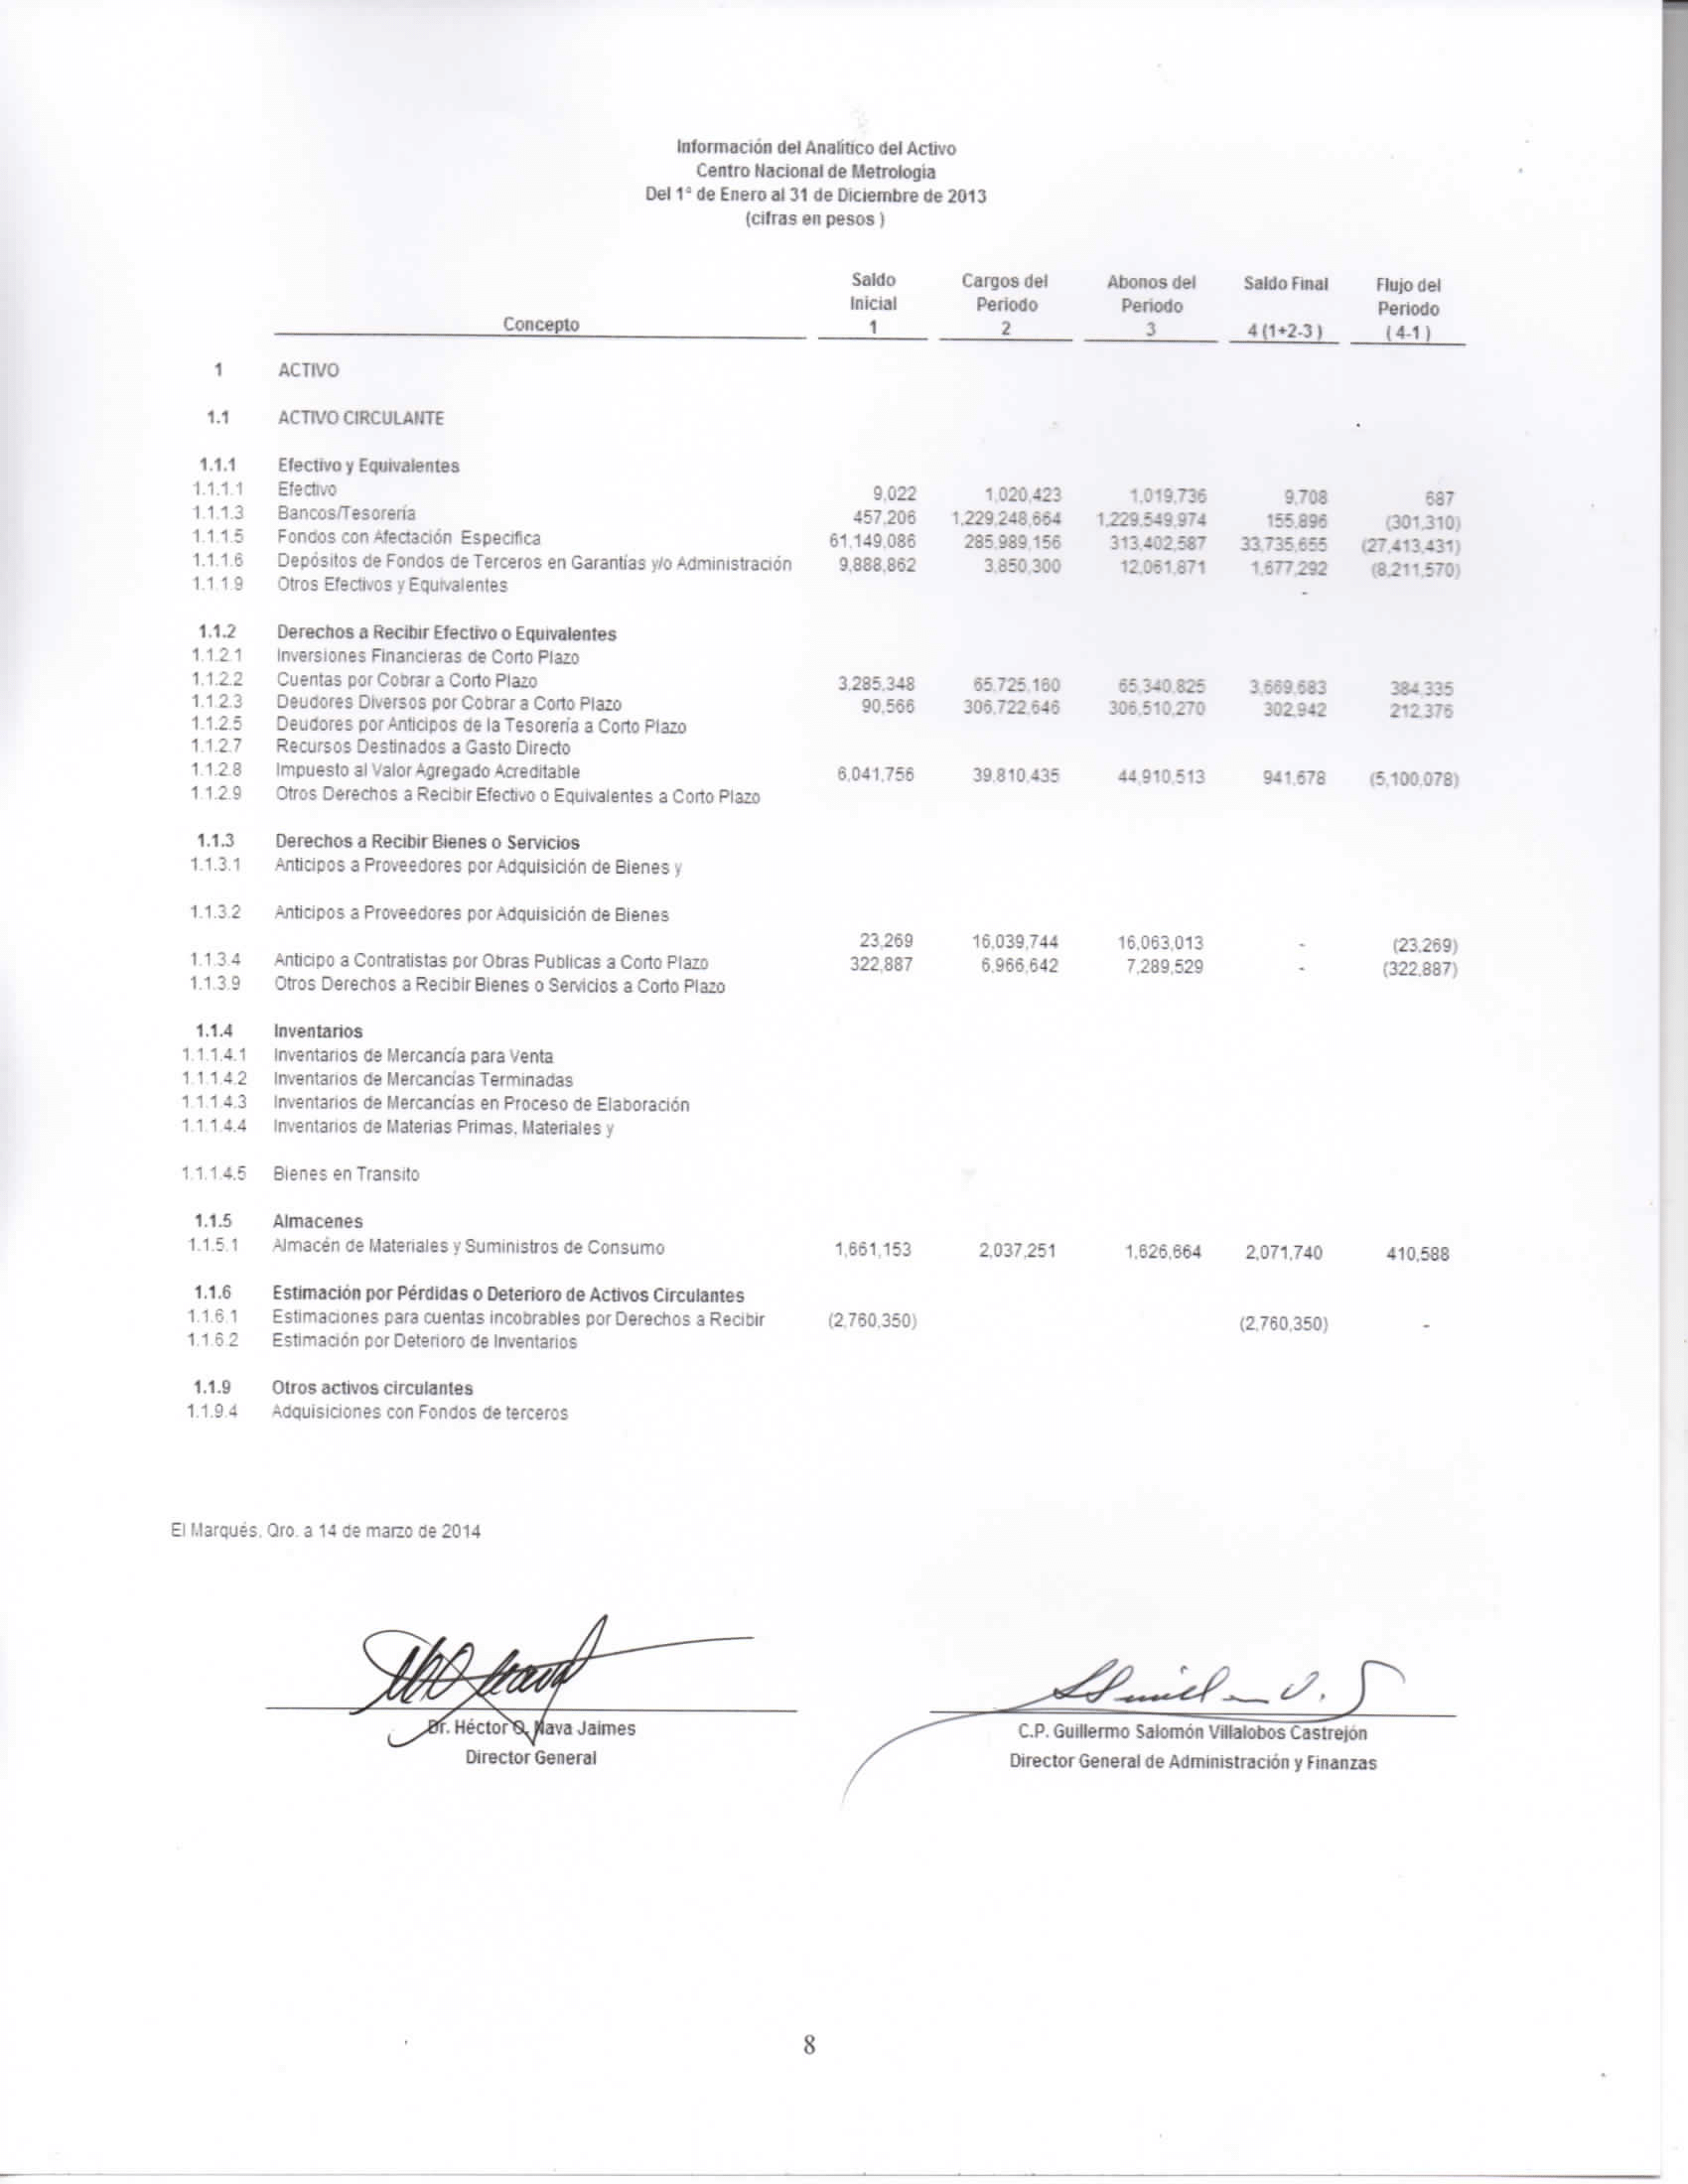 Información del Analítico del Activo
Centro Nacional de Metrología
Del 1° de Enero al 31 de Diciembre de 2013
(cifras en pesos )
Concepto Saldo Inicial 1 Cargos del Periodo 2 Abonos del Periodo 3 Saldo Final 4 (1+2-3) Flujo del Periodo ( 4-1 )
1 ACTIVO
1.1 ACTIVO CIRCULANTE
1.1.1 Efectivo y Equivalentes
1.1.1.1 Efectivo 9,022 1,020,423 1,019,736 9,708 687
1.1.1.3 Bancos/Tesorería 457,206 1,229,248,664 1,229,549,974 155,896 (301,310)
1.1.1.5 Fondos con Afectación Especifica 61,149,086 285,989,156 313,402,587 33,735,655 (27,413,431)
1.1.1.6 Depósitos de Fondos de Terceros en Garantías y/o Administración 9,888,862 3,850,300 12,061,871 1,677,292 (8,211,570)
1.1.1.9 Otros Efectivos y Equivalentes -
1.1.2 Derechos a Recibir Efectivo o Equivalentes
1.1.2.1 Inversiones Financieras de Corto Plazo
1.1.2.2 Cuentas por Cobrar a Corto Plazo 3,285,348 65,725,160 65,340,825 3,669,683 384,335
1.1.2.3 Deudores Diversos por Cobrar a Corto Plazo 90,566 306,722,646 306,510,270 302,942 212,376
1.1.2.5 Deudores por Anticipos de la Tesorería a Corto Plazo
1.1.2.7 Recursos Destinados a Gasto Directo
1.1.2.8 Impuesto al Valor Agregado Acreditable 6,041,756 39,810,435 44,910,513 941,678 (5,100,078)
1.1.2.9 Otros Derechos a Recibir Efectivo o Equivalentes a Corto Plazo
1.1.3 Derechos a Recibir Bienes o Servicios
1.1.3.1 Anticipos a Proveedores por Adquisición de Bienes y
1.1.3.2 Anticipos a Proveedores por Adquisición de Bienes
23,269 16,039,744 16,063,013 - (23,269)
1.1.3.4 Anticipo a Contratistas por Obras Publicas a Corto Plazo 322,887 6,966,642 7,289,529 - (322,887)
1.1.3.9 Otros Derechos a Recibir Bienes o Servicios a Corto Plazo
1.1.4 Inventarios
1.1.1.4.1 Inventarios de Mercancía para Venta
1.1.1.4.2 Inventarios de Mercancías Terminadas
1.1.1.4.3 Inventarios de Mercancías en Proceso de Elaboración
1.1.1.4.4 Inventarios de Materias Primas, Materiales y
1.1.1.4.5 Bienes en Transito
1.1.5 Almacenes
1.1.5.1 Almacén de Materiales y Suministros de Consumo 1,661,153 2,037,251 1,626,664 2,071,740 410,588
1.1.6 Estimación por Pérdidas o Deterioro de Activos Circulantes
1.1.6.1 Estimaciones para cuentas incobrables por Derechos a Recibir (2,760,350) (2,760,350) -
1.1.6.2 Estimación por Deterioro de Inventarios
1.1.9 Otros activos circulantes
1.1.9.4 Adquisiciones con Fondos de terceros
El Marqués, Qro. a 14 de marzo de 2014
Dr. Héctor O. Nava Jaimes
Director General
C.P. Guillermo Salomón Villalobos Castrejón
Director General de Administración y Finanzas
8